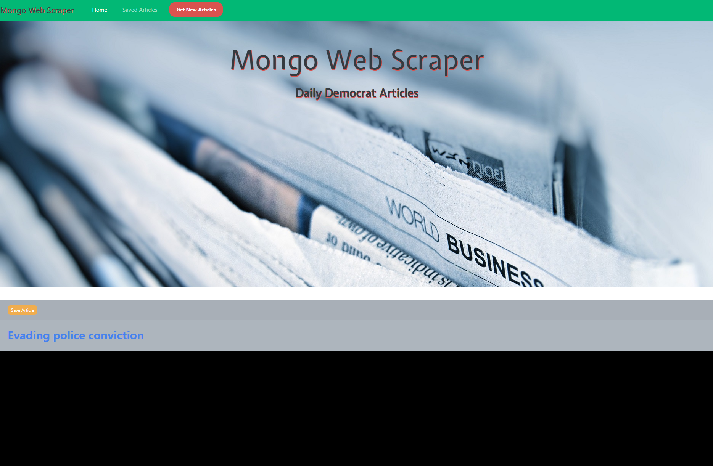 Mongo Web Scraper
Home
Saved Articles
Get New Articles
Mongo Web Scraper
Daily Democrat Articles
WORLD BUSINESS
Save Article
Evading police conviction